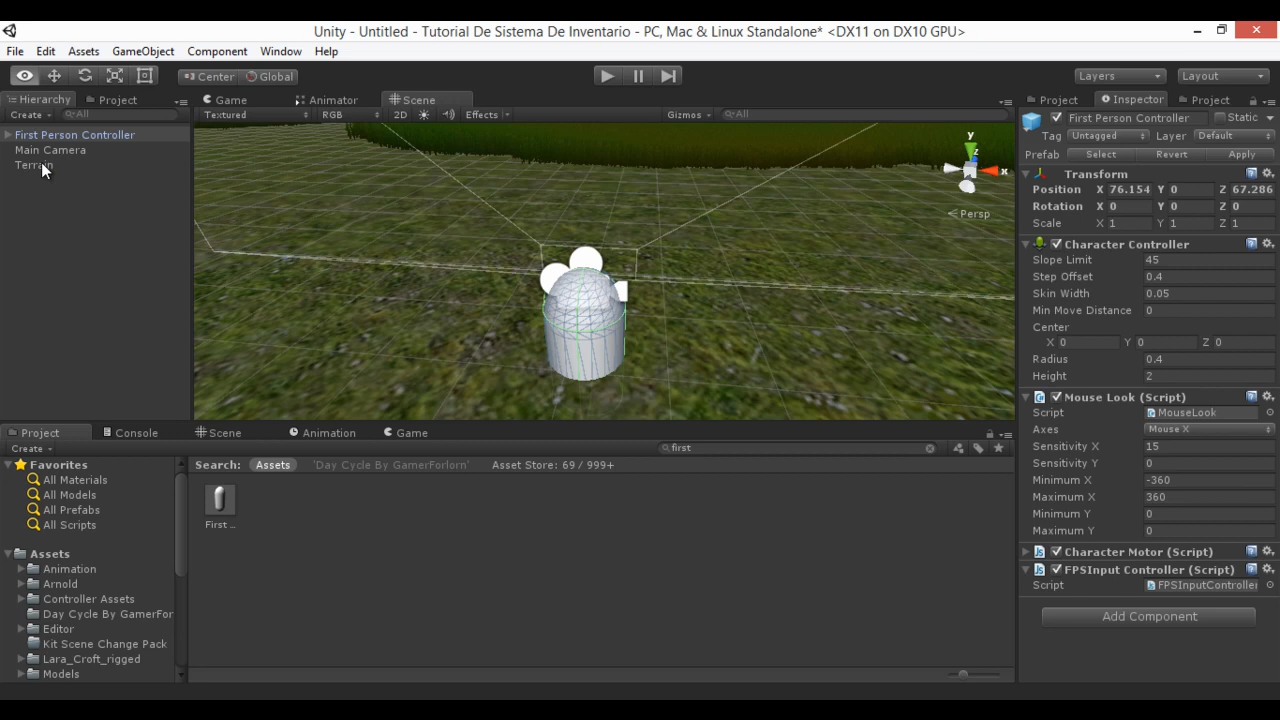 Unity - Untitled - Tutorial De Sistema De Inventario - PC, Mac & Linux Standalone* <DX11 on DX10 GPU>
File Edit Assets GameObject Component Window Help
Center Global Layers Layout
Hierarchy Project
Create All
First Person Controller
Main Camera
Terrain
Game Animator Scene
Textured RGB 2D Effects Gizmos All
y
z
x
Persp
Project Inspector Project
First Person Controller Static
Tag Untagged Layer Default
Prefab Select Revert Apply
Transform
Position X 76.154 Y 0 Z 67.286
Rotation X 0 Y 0 Z 0
Scale X 1 Y 1 Z 1
Character Controller
Slope Limit 45
Step Offset 0.4
Skin Width 0.05
Min Move Distance 0
Center
X 0 Y 0 Z 0
Radius 0.4
Height 2
Mouse Look (Script)
Script MouseLook
Axes Mouse X
Sensitivity X 15
Sensitivity Y 0
Minimum X -360
Maximum X 360
Minimum Y 0
Maximum Y 0
Character Motor (Script)
FPSInput Controller (Script)
Script FPSInputController
Add Component
Project Console Scene Animation Game
Create first
Favorites
All Materials
All Models
All Prefabs
All Scripts
Assets
Animation
Arnold
Controller Assets
Day Cycle By GamerFor
Editor
Kit Scene Change Pack
Lara_Croft_rigged
Models
Search: Assets 'Day Cycle By GamerForlorn' Asset Store: 69 / 999+
First ...